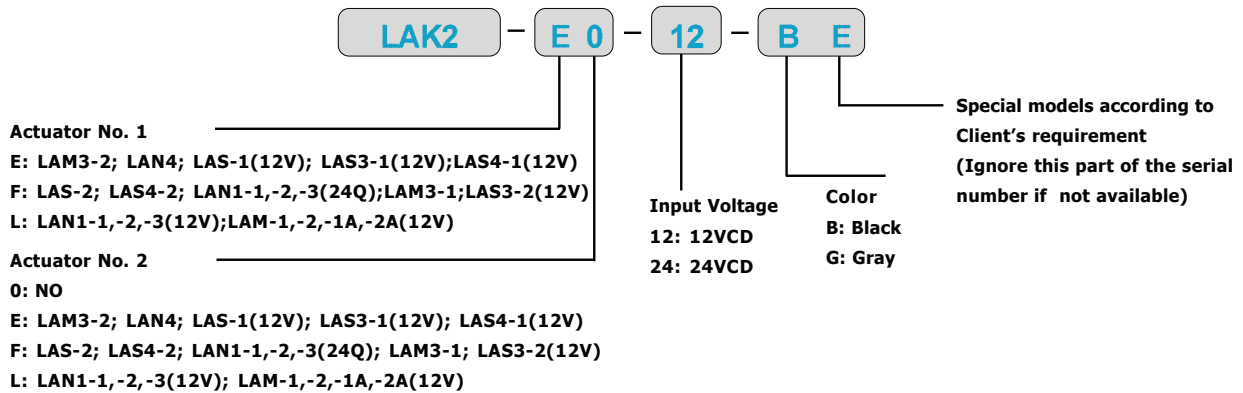 LAK2 – E 0 – 12 – B E
Actuator No. 1
E: LAM3-2; LAN4; LAS-1(12V); LAS3-1(12V);LAS4-1(12V)
F: LAS-2; LAS4-2; LAN1-1,-2,-3(24Q);LAM3-1;LAS3-2(12V)
L: LAN1-1,-2,-3(12V);LAM-1,-2,-1A,-2A(12V)
Actuator No. 2
0: NO
E: LAM3-2; LAN4; LAS-1(12V); LAS3-1(12V); LAS4-1(12V)
F: LAS-2; LAS4-2; LAN1-1,-2,-3(24Q); LAM3-1; LAS3-2(12V)
L: LAN1-1,-2,-3(12V); LAM-1,-2,-1A,-2A(12V)
Input Voltage
12: 12VCD
24: 24VCD
Color
B: Black
G: Gray
Special models according to
Client's requirement
(Ignore this part of the serial
number if not available)